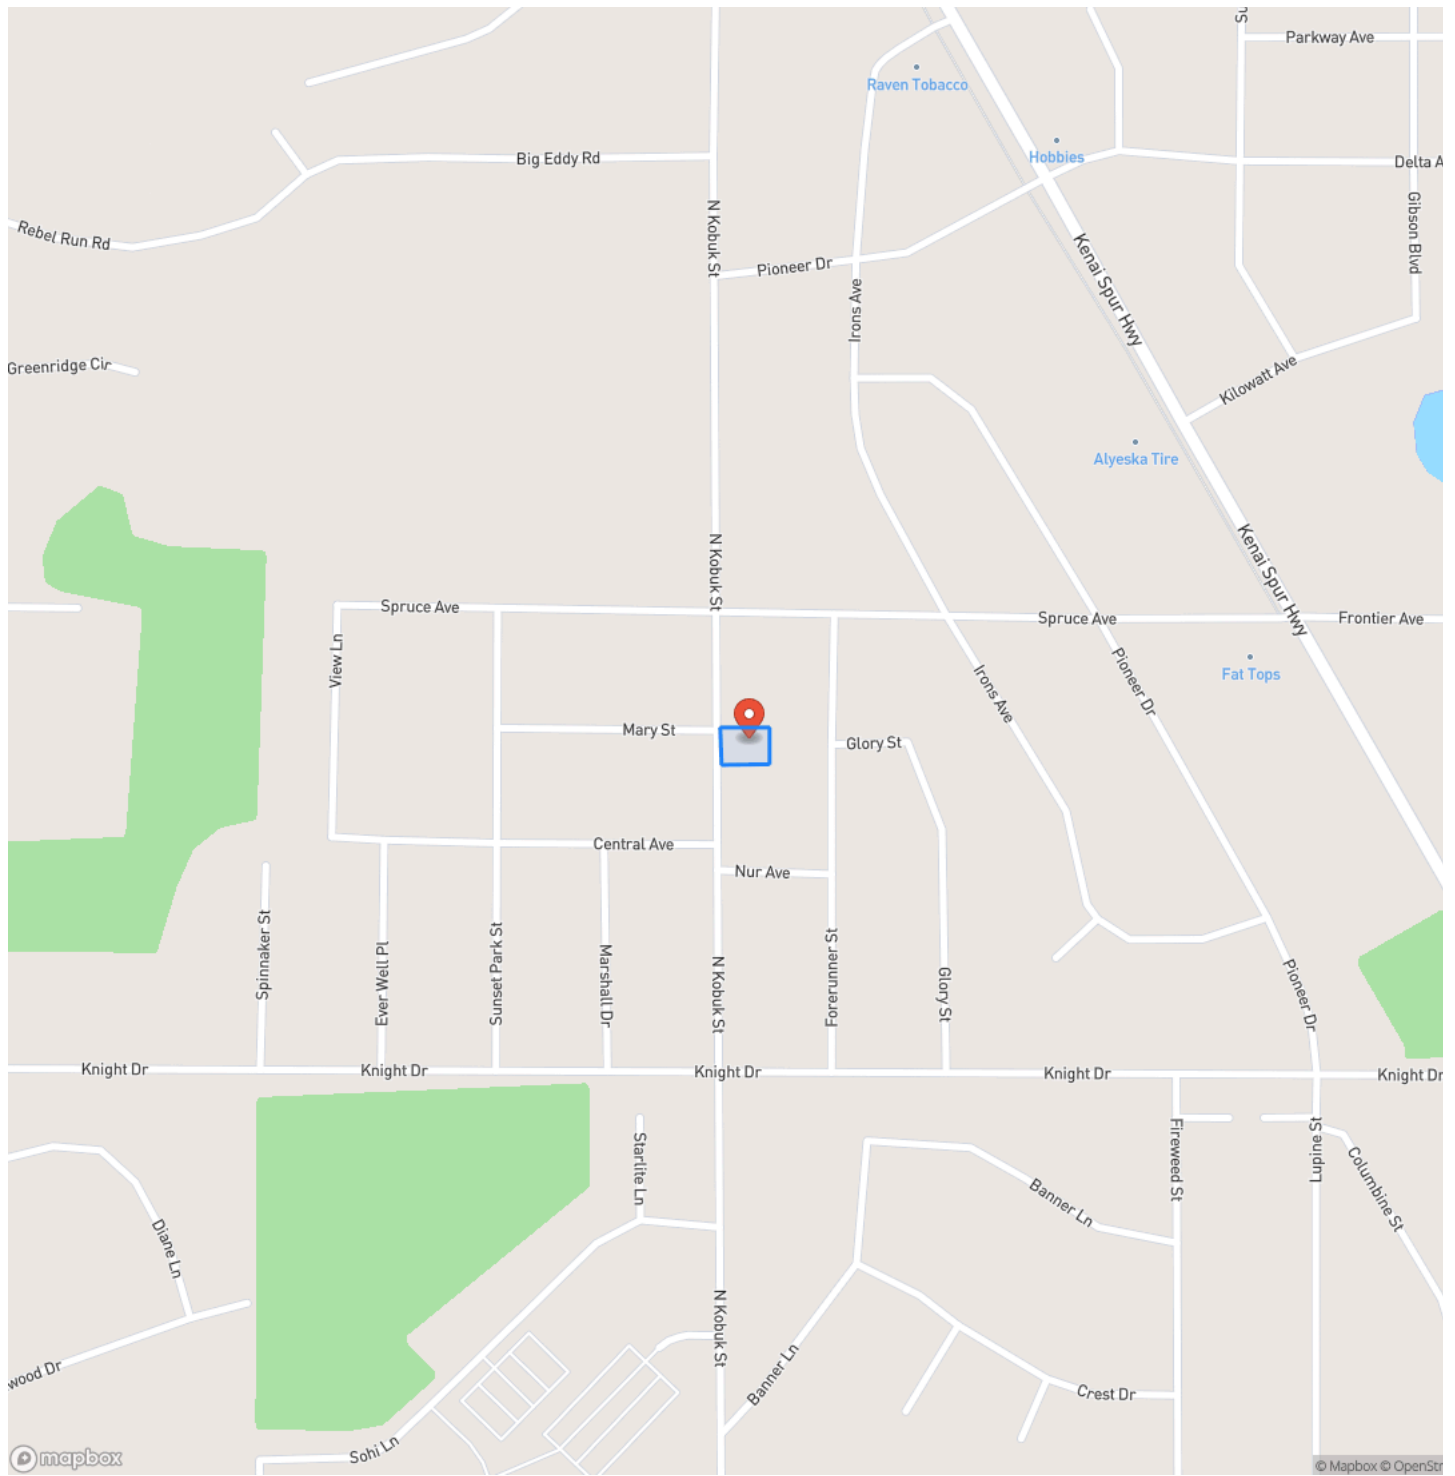 Parkway Ave
Raven Tobacco
Hobbies
Big Eddy Rd
Delta A
Rebel Run Rd
N Kobuk St
Gibson Blvd
Pioneer Dr
Kenai Spur Hwy
Irons Ave
Greenridge Cir
Kilowatt Ave
Alyeska Tire
N Kobuk St
Kenai Spur Hwy
Spruce Ave
Spruce Ave
Frontier Ave
View Ln
Pioneer Dr
Irons Ave
Fat Tops
Mary St
Glory St
Central Ave
Nur Ave
Spinnaker St
Ever Well Pl
Sunset Park St
Marshall Dr
N Kobuk St
Forerunner St
Glory St
Pioneer Dr
Knight Dr
Knight Dr
Knight Dr
Knight Dr
Knight Dr
Starlite Ln
Fireweed St
Lupine St
Columbine St
Banner Ln
Diane Ln
N Kobuk St
Banner Ln
wood Dr
Crest Dr
Sohi Ln
mapbox
© Mapbox © OpenStr